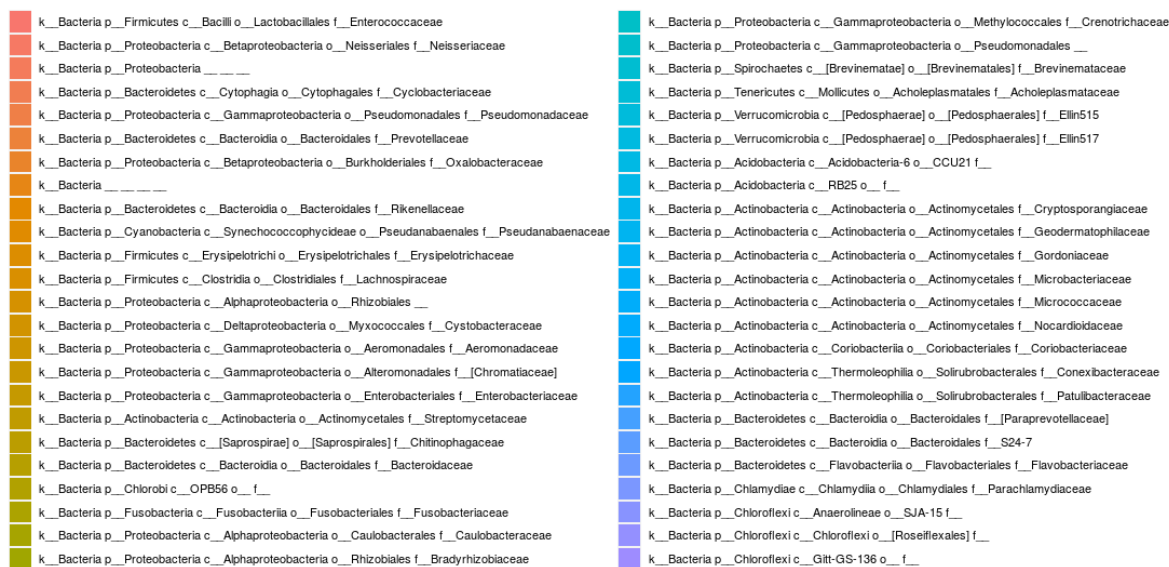 k__Bacteria p__Firmicutes c__Bacilli o__Lactobacillales f__Enterococcaceae
k__Bacteria p__Proteobacteria c__Betaproteobacteria o__Neisseriales f__Neisseriaceae
k__Bacteria p__Proteobacteria __ __ __
k__Bacteria p__Bacteroidetes c__Cytophagia o__Cytophagales f__Cyclobacteriaceae
k__Bacteria p__Proteobacteria c__Gammaproteobacteria o__Pseudomonadales f__Pseudomonadaceae
k__Bacteria p__Bacteroidetes c__Bacteroidia o__Bacteroidales f__Prevotellaceae
k__Bacteria p__Proteobacteria c__Betaproteobacteria o__Burkholderiales f__Oxalobacteraceae
k__Bacteria __ __ __ __
k__Bacteria p__Bacteroidetes c__Bacteroidia o__Bacteroidales f__Rikenellaceae
k__Bacteria p__Cyanobacteria c__Synechococcophycideae o__Pseudanabaenales f__Pseudanabaenaceae
k__Bacteria p__Firmicutes c__Erysipelotrichi o__Erysipelotrichales f__Erysipelotrichaceae
k__Bacteria p__Firmicutes c__Clostridia o__Clostridiales f__Lachnospiraceae
k__Bacteria p__Proteobacteria c__Alphaproteobacteria o__Rhizobiales __
k__Bacteria p__Proteobacteria c__Deltaproteobacteria o__Myxococcales f__Cystobacteraceae
k__Bacteria p__Proteobacteria c__Gammaproteobacteria o__Aeromonadales f__Aeromonadaceae
k__Bacteria p__Proteobacteria c__Gammaproteobacteria o__Alteromonadales f__[Chromatiaceae]
k__Bacteria p__Proteobacteria c__Gammaproteobacteria o__Enterobacteriales f__Enterobacteriaceae
k__Bacteria p__Actinobacteria c__Actinobacteria o__Actinomycetales f__Streptomycetaceae
k__Bacteria p__Bacteroidetes c__[Saprospirae] o__[Saprospirales] f__Chitinophagaceae
k__Bacteria p__Bacteroidetes c__Bacteroidia o__Bacteroidales f__Bacteroidaceae
k__Bacteria p__Chlorobi c__OPB56 o__ f__
k__Bacteria p__Fusobacteria c__Fusobacteriia o__Fusobacteriales f__Fusobacteriaceae
k__Bacteria p__Proteobacteria c__Alphaproteobacteria o__Caulobacterales f__Caulobacteraceae
k__Bacteria p__Proteobacteria c__Alphaproteobacteria o__Rhizobiales f__Bradyrhizobiaceae
k__Bacteria p__Proteobacteria c__Gammaproteobacteria o__Methylococcales f__Crenotrichaceae
k__Bacteria p__Proteobacteria c__Gammaproteobacteria o__Pseudomonadales __
k__Bacteria p__Spirochaetes c__[Brevinematae] o__[Brevinematales] f__Brevinemataceae
k__Bacteria p__Tenericutes c__Mollicutes o__Acholeplasmatales f__Acholeplasmataceae
k__Bacteria p__Verrucomicrobia c__[Pedosphaerae] o__[Pedosphaerales] f__Ellin515
k__Bacteria p__Verrucomicrobia c__[Pedosphaerae] o__[Pedosphaerales] f__Ellin517
k__Bacteria p__Acidobacteria c__Acidobacteria-6 o__CCU21 f__
k__Bacteria p__Acidobacteria c__RB25 o__ f__
k__Bacteria p__Actinobacteria c__Actinobacteria o__Actinomycetales f__Cryptosporangiaceae
k__Bacteria p__Actinobacteria c__Actinobacteria o__Actinomycetales f__Geodermatophilaceae
k__Bacteria p__Actinobacteria c__Actinobacteria o__Actinomycetales f__Gordoniaceae
k__Bacteria p__Actinobacteria c__Actinobacteria o__Actinomycetales f__Microbacteriaceae
k__Bacteria p__Actinobacteria c__Actinobacteria o__Actinomycetales f__Micrococcaceae
k__Bacteria p__Actinobacteria c__Actinobacteria o__Actinomycetales f__Nocardioidaceae
k__Bacteria p__Actinobacteria c__Coriobacteriia o__Coriobacteriales f__Coriobacteriaceae
k__Bacteria p__Actinobacteria c__Thermoleophilia o__Solirubrobacterales f__Conexibacteraceae
k__Bacteria p__Actinobacteria c__Thermoleophilia o__Solirubrobacterales f__Patulibacteraceae
k__Bacteria p__Bacteroidetes c__Bacteroidia o__Bacteroidales f__[Paraprevotellaceae]
k__Bacteria p__Bacteroidetes c__Bacteroidia o__Bacteroidales f__S24-7
k__Bacteria p__Bacteroidetes c__Flavobacteriia o__Flavobacteriales f__Flavobacteriaceae
k__Bacteria p__Chlamydiae c__Chlamydiia o__Chlamydiales f__Parachlamydiaceae
k__Bacteria p__Chloroflexi c__Anaerolineae o__SJA-15 f__
k__Bacteria p__Chloroflexi c__Chloroflexi o__[Roseiflexales] f__
k__Bacteria p__Chloroflexi c__Gitt-GS-136 o__ f__